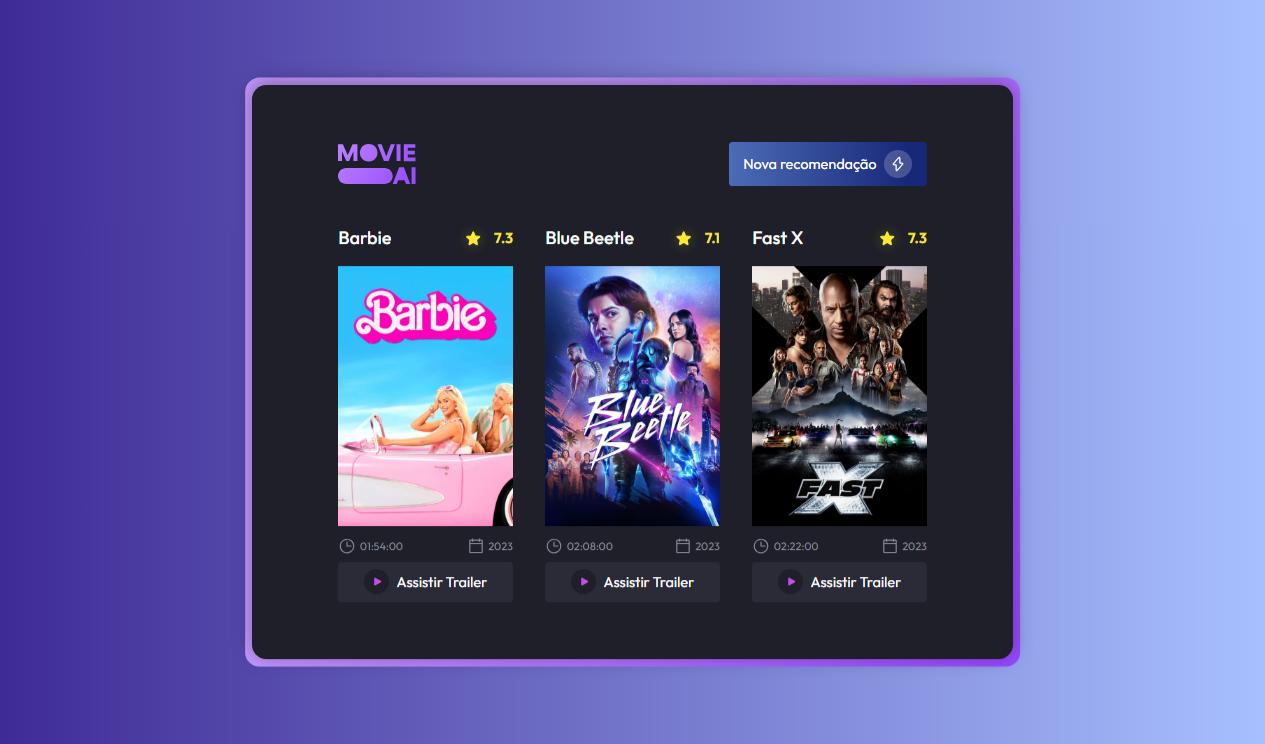 MOVIE
AI
Nova recomendação
Barbie
7.3
Blue Beetle
7.1
Fast X
7.3
Barbie
Blue
Beetle
X
FAST
01:54:00
2023
02:08:00
2023
02:22:00
2023
Assistir Trailer
Assistir Trailer
Assistir Trailer